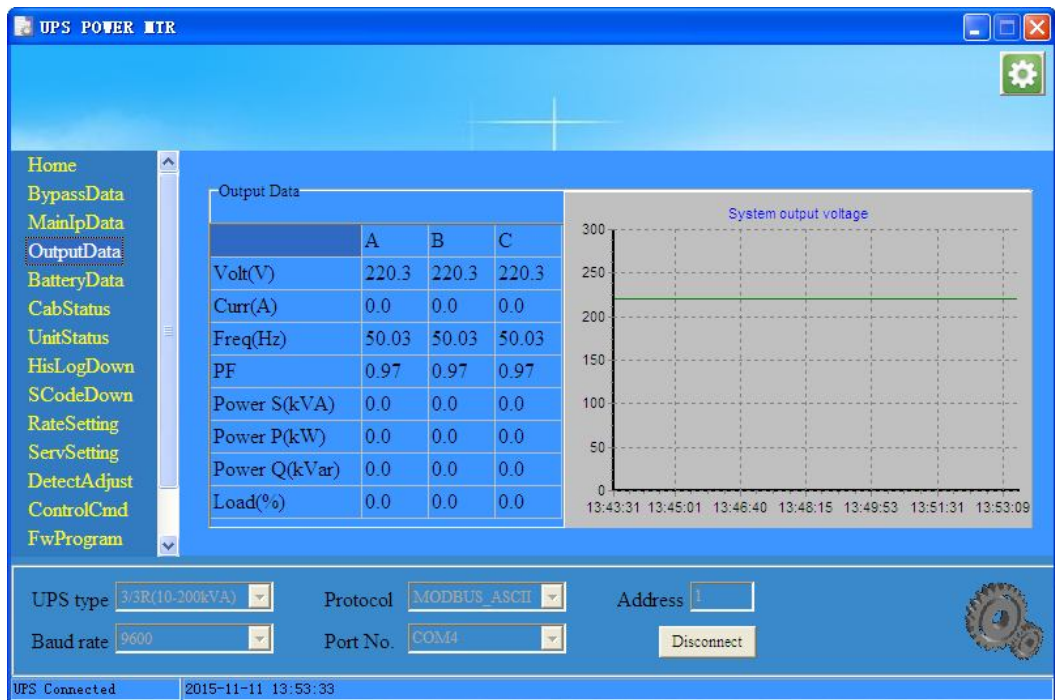 UPS POWER MTR
Home
BypassData
MainIpData
OutputData
BatteryData
CabStatus
UnitStatus
HisLogDown
SCodeDown
RateSetting
ServSetting
DetectAdjust
ControlCmd
FwProgram
Output Data
A B C
Volt(V) 220.3 220.3 220.3
Curr(A) 0.0 0.0 0.0
Freq(Hz) 50.03 50.03 50.03
PF 0.97 0.97 0.97
Power S(kVA) 0.0 0.0 0.0
Power P(kW) 0.0 0.0 0.0
Power Q(kVar) 0.0 0.0 0.0
Load(%) 0.0 0.0 0.0
System output voltage
300
250
200
150
100
50
0
13:43:31 13:45:01 13:46:40 13:48:15 13:49:53 13:51:31 13:53:09
UPS type 3/3R(10-200kVA) Protocol MODBUS_ASCII Address 1
Baud rate 9600 Port No. COM4 Disconnect
UPS Connected 2015-11-11 13:53:33